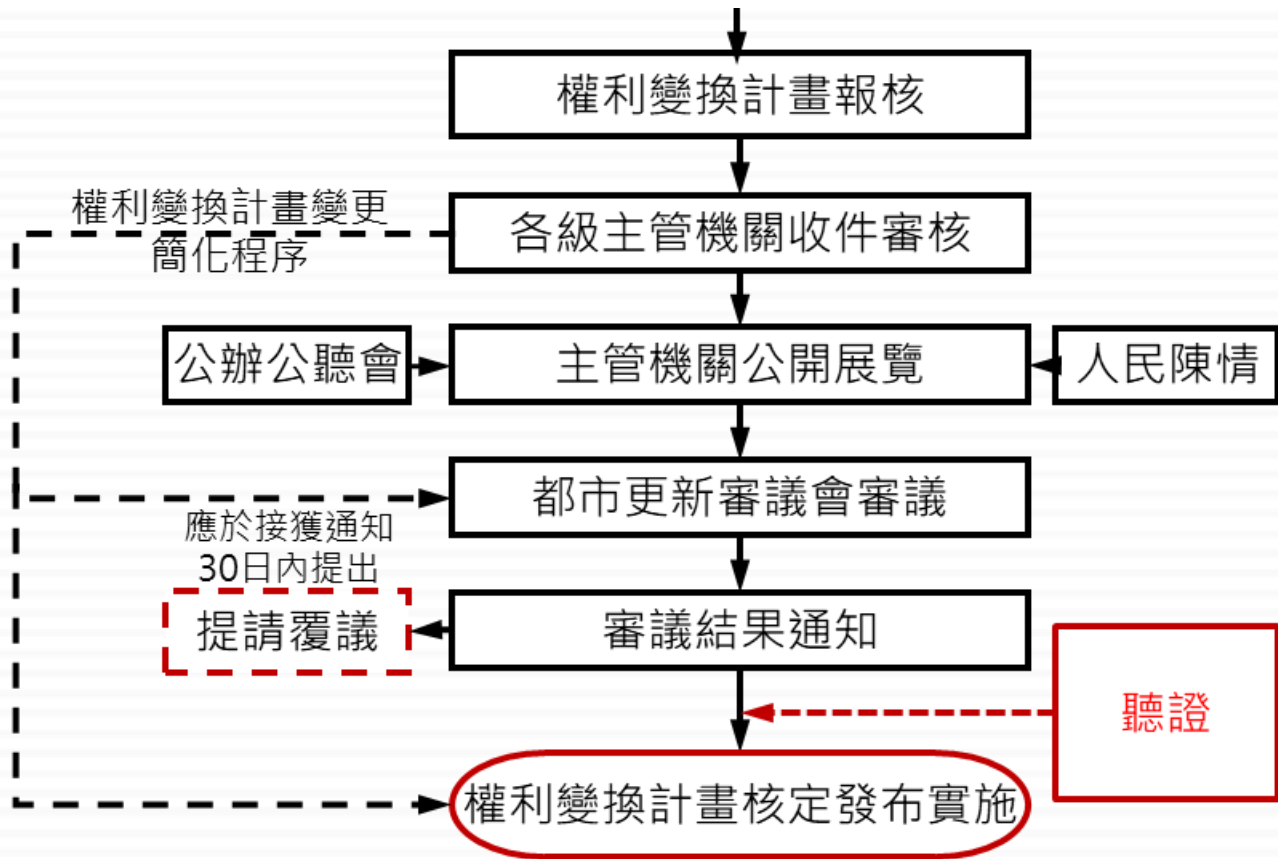 權利變換計畫報核
權利變換計畫變更
簡化程序
各級主管機關收件審核
公辦公聽會
主管機關公開展覽
人民陳情
都市更新審議會審議
應於接獲通知
30日內提出
提請覆議
審議結果通知
聽證
權利變換計畫核定發布實施